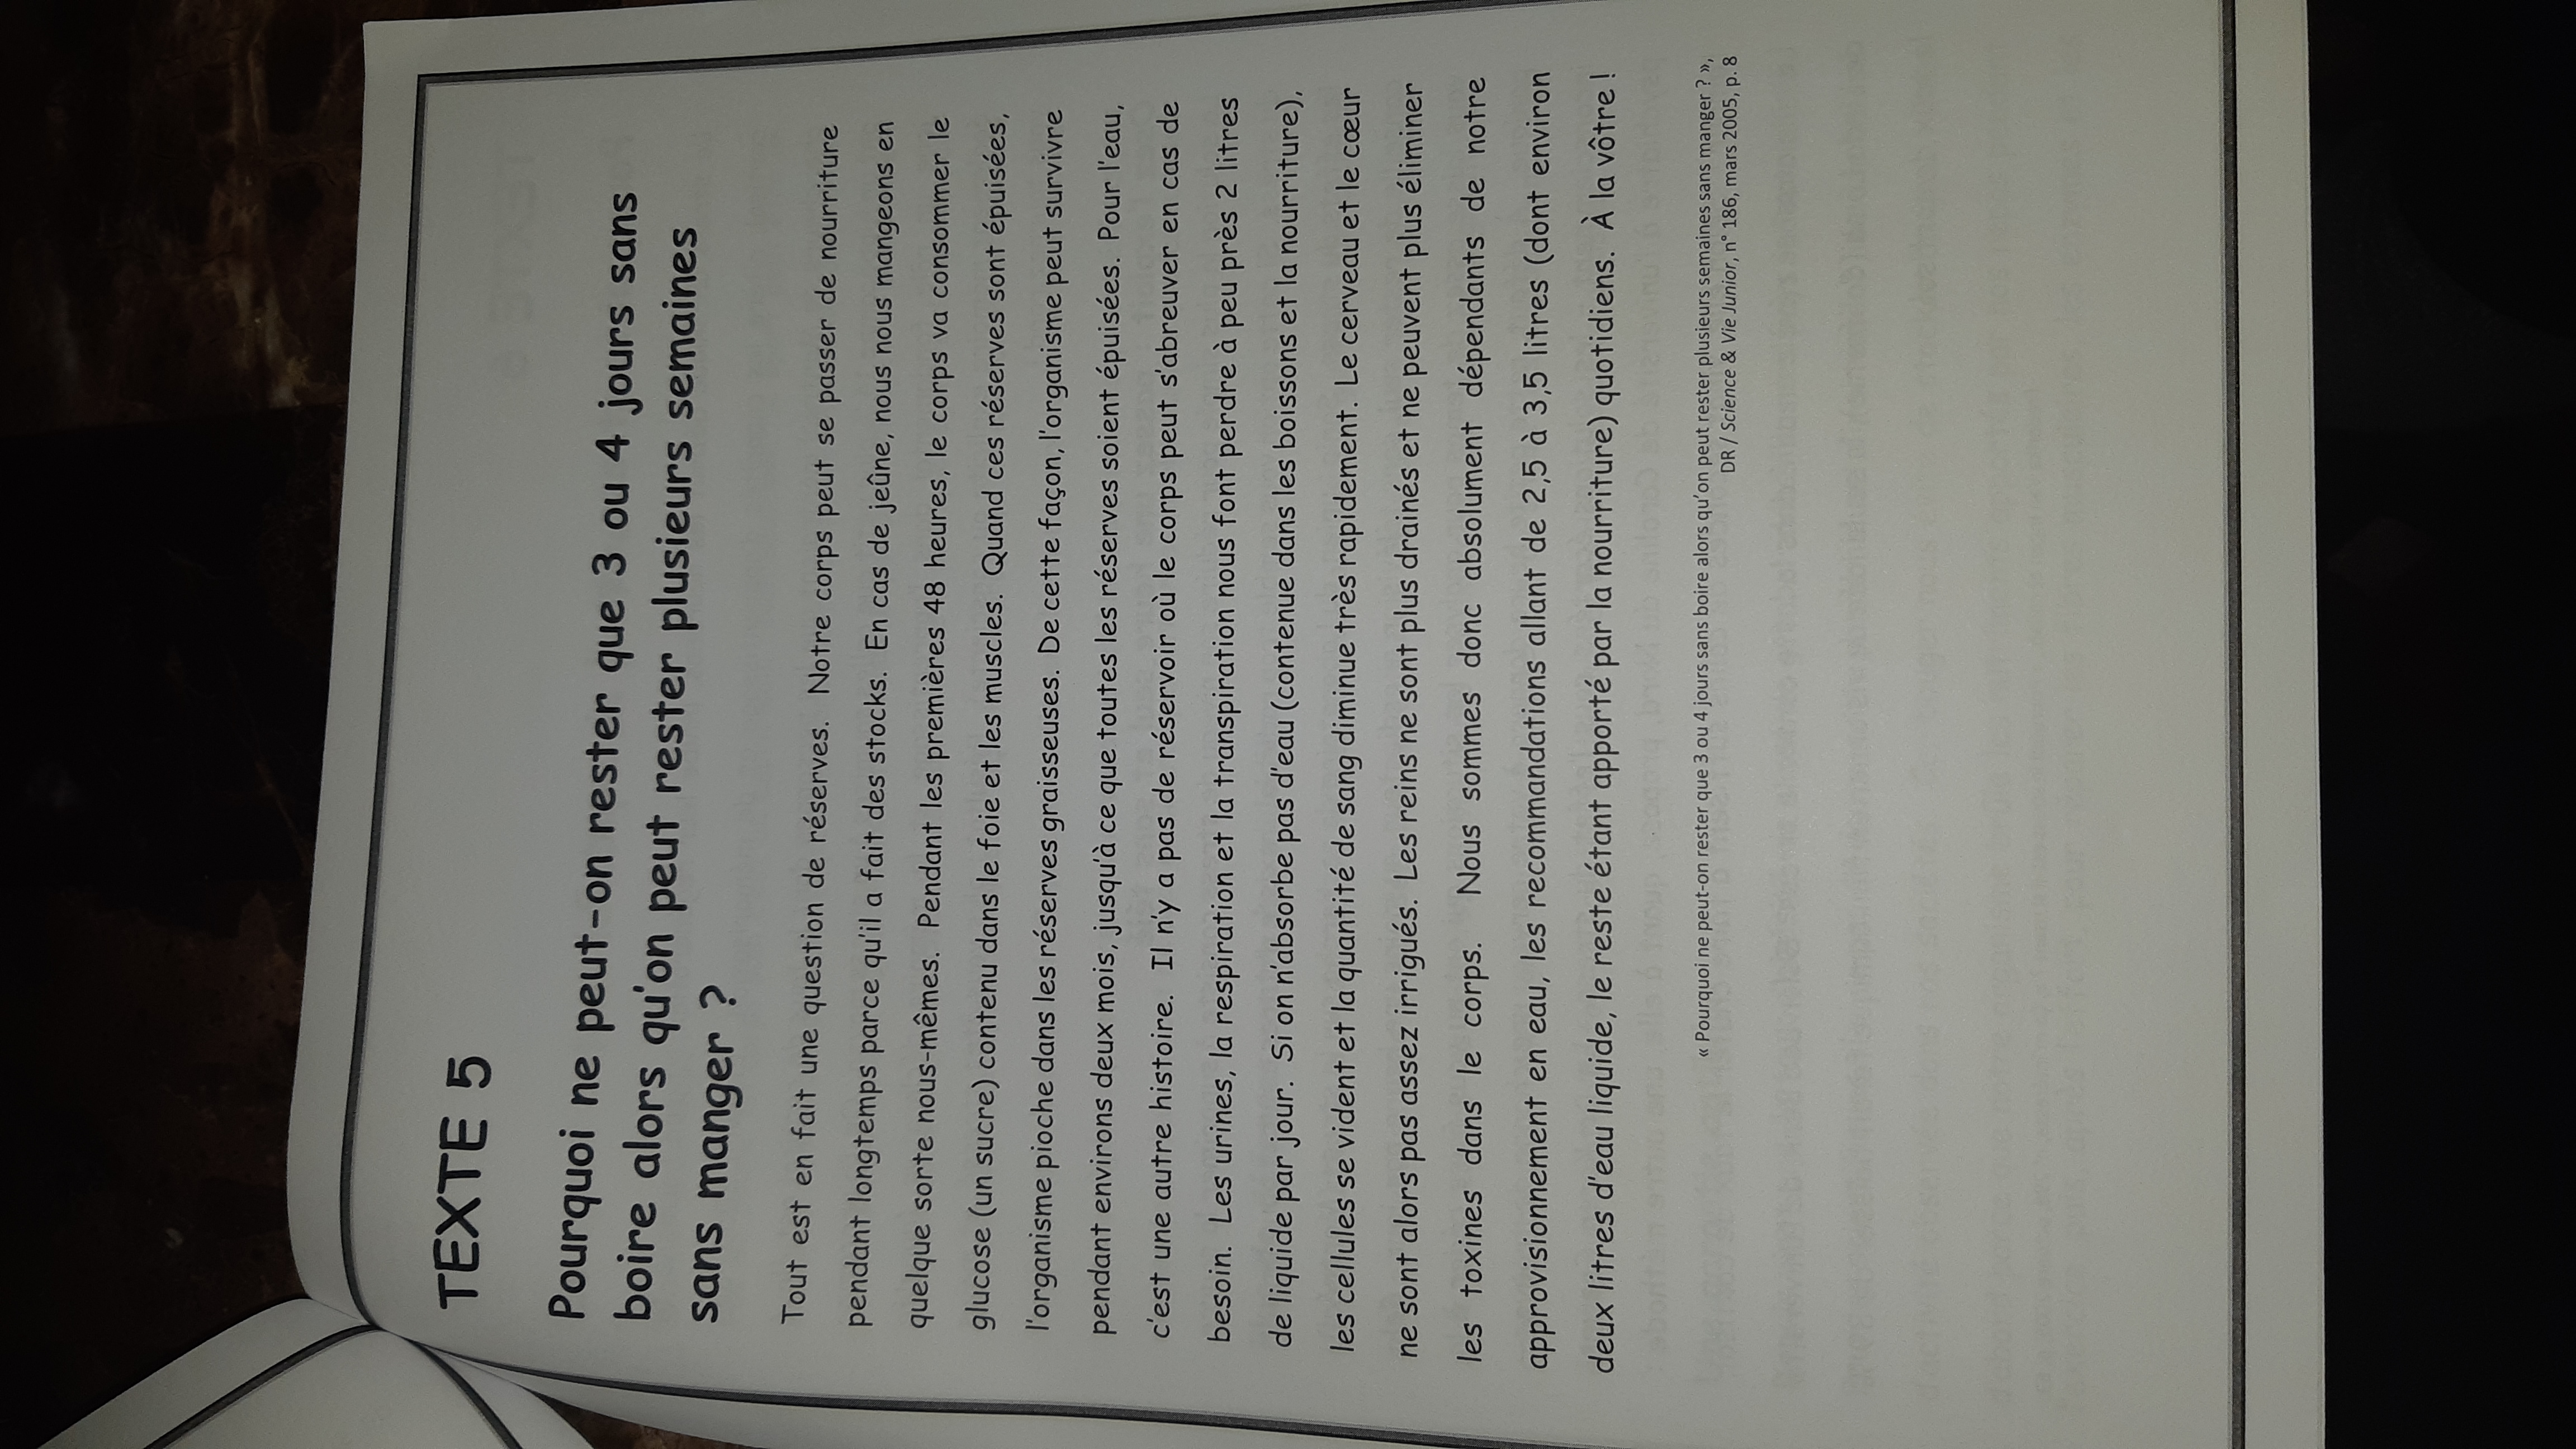 TEXTE 5
Pourquoi ne peut-on rester que 3 ou 4 jours sans
boire alors qu'on peut rester plusieurs semaines
sans manger ?
Tout est en fait une question de réserves. Notre corps peut se passer de nourriture
pendant longtemps parce qu'il a fait des stocks. En cas de jeûne, nous nous mangeons en
quelque sorte nous-mêmes. Pendant les premières 48 heures, le corps va consommer le
glucose (un sucre) contenu dans le foie et les muscles. Quand ces réserves sont épuisées,
l'organisme pioche dans les réserves graisseuses. De cette façon, l'organisme peut survivre
pendant environs deux mois, jusqu'à ce que toutes les réserves soient épuisées. Pour l'eau,
c'est une autre histoire. Il n'y a pas de réservoir où le corps peut s'abreuver en cas de
besoin. Les urines, la respiration et la transpiration nous font perdre à peu près 2 litres
de liquide par jour. Si on n'absorbe pas d'eau (contenue dans les boissons et la nourriture),
les cellules se vident et la quantité de sang diminue très rapidement. Le cerveau et le cœur
ne sont alors pas assez irrigués. Les reins ne sont plus drainés et ne peuvent plus éliminer
les toxines dans le corps. Nous sommes donc absolument dépendants de notre
approvisionnement en eau, les recommandations allant de 2,5 à 3,5 litres (dont environ
deux litres d'eau liquide, le reste étant apporté par la nourriture) quotidiens. À la vôtre !
« Pourquoi ne peut-on rester que 3 ou 4 jours sans boire alors qu'on peut rester plusieurs semaines sans manger ? »,
DR / Science & Vie Junior, n° 186, mars 2005, p. 8